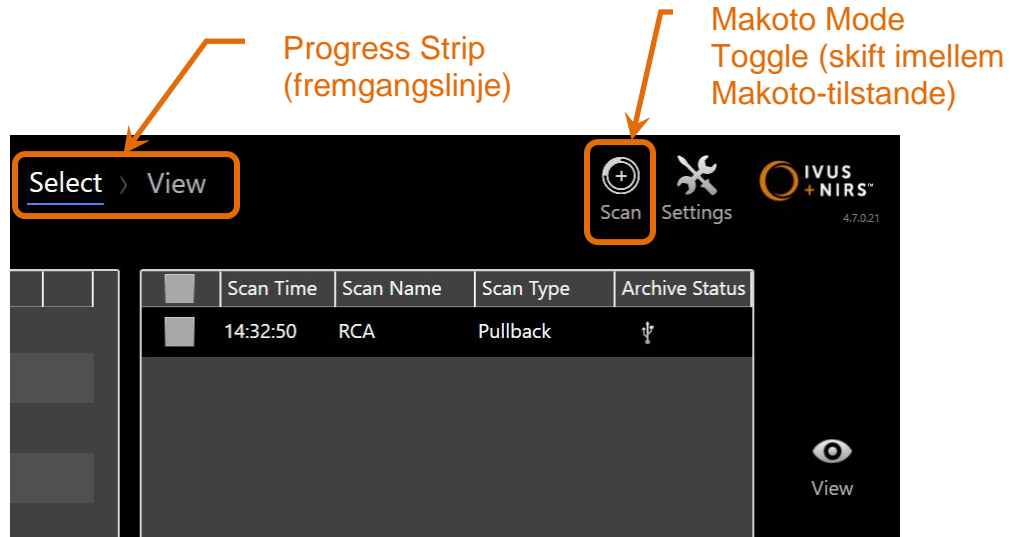 Progress Strip
(fremgangslinje)
Makoto Mode
Toggle (skift imellem
Makoto-tilstande)
Select > View
Scan
Settings
IVUS
+NIRS™
4.7.0.21
Scan Time Scan Name Scan Type Archive Status
14:32:50 RCA Pullback
View